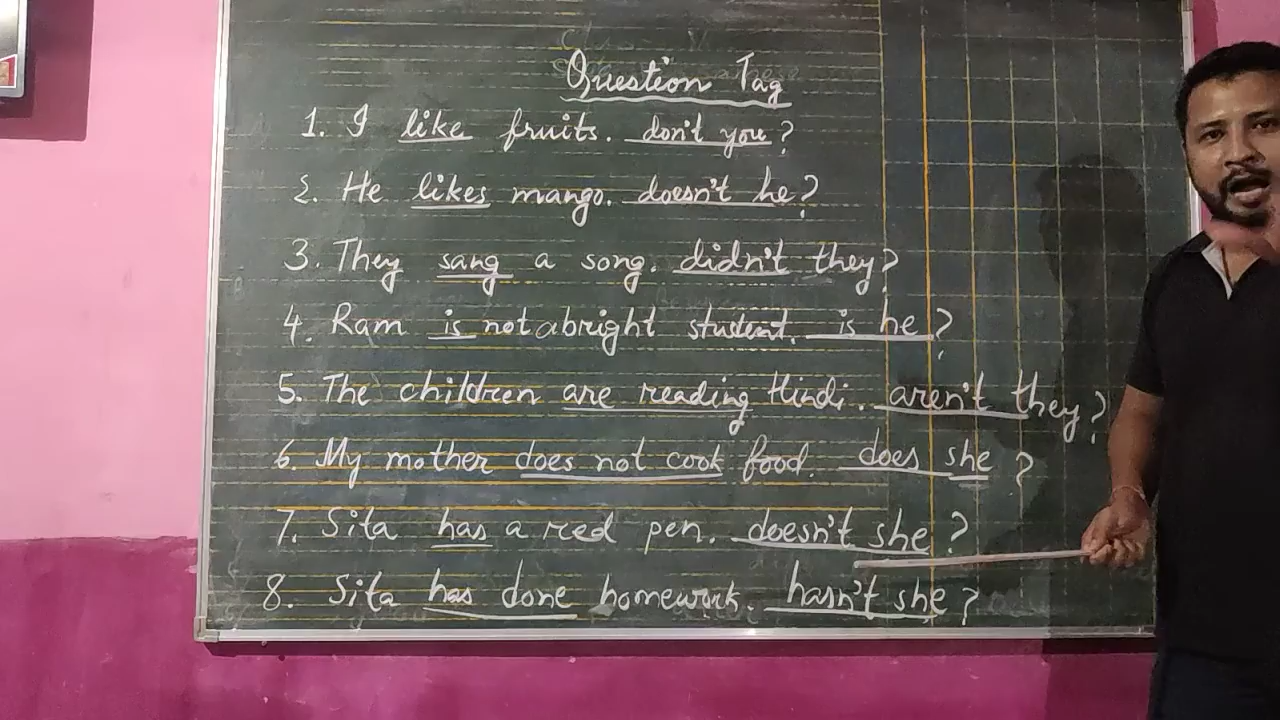 Question Tag
1. I like fruits. don't you?
2. He likes mango. doesn't he?
3. They sang a song. didn't they?
4. Ram is not a bright student. is he?
5. The children are reading Hindi. aren't they?
6. My mother does not cook food. does she?
7. Sita has a red pen. doesn't she?
8. Sita has done homework. hasn't she?